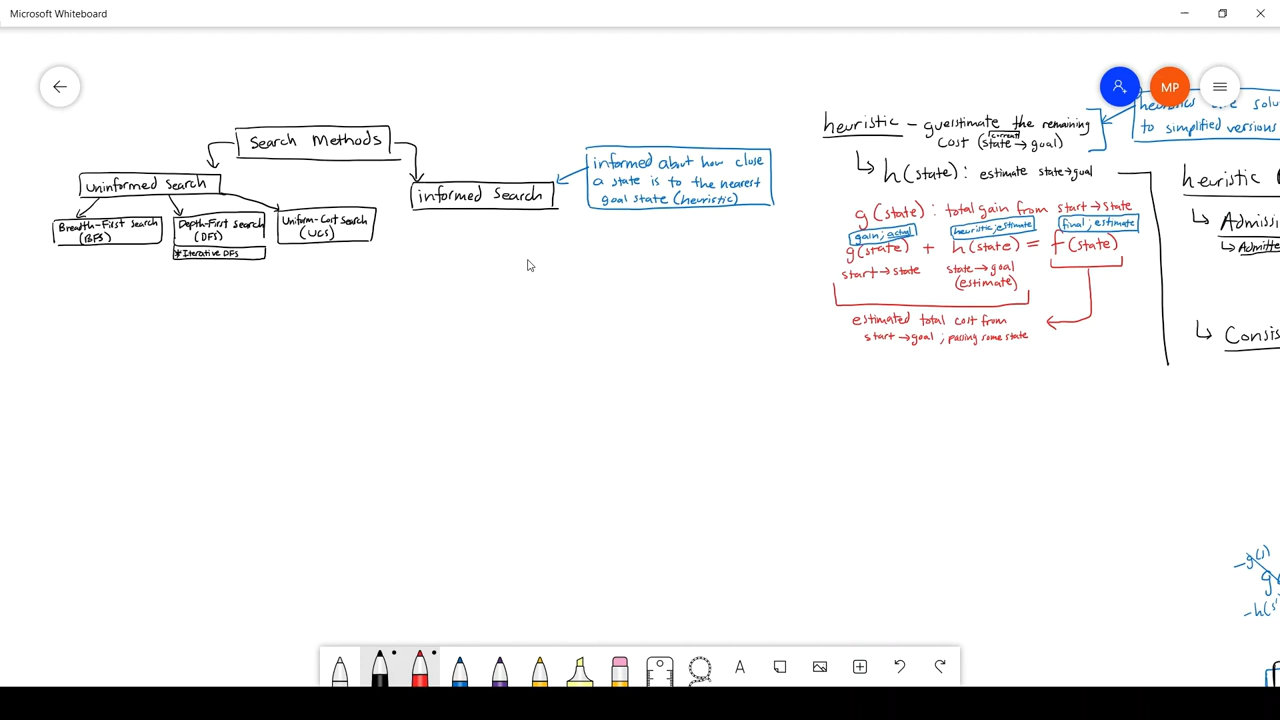 Microsoft Whiteboard
MP
Search Methods
Uninformed Search
Breadth-First Search
(BFS)
Depth-First Search
(DFS)
*Iterative DFS
Uniform-Cost Search
(UCS)
informed Search
informed about how close
a state is to the nearest
goal state (heuristic)
heuristic - guesstimate the remaining
current
cost (state → goal)
↳ h(state): estimate state→goal
g(state): total gain from start→state
gain; actual
heuristic; estimate
final; estimate
g(state) + h(state) = f(state)
start→state
state→goal
(estimate)
estimated total cost from
start→goal ; passing some state
to simplified versions
heuristic
↳ Admissi
↳ Admitte
↳ Consis
-g(s)
g
-h(s'
A